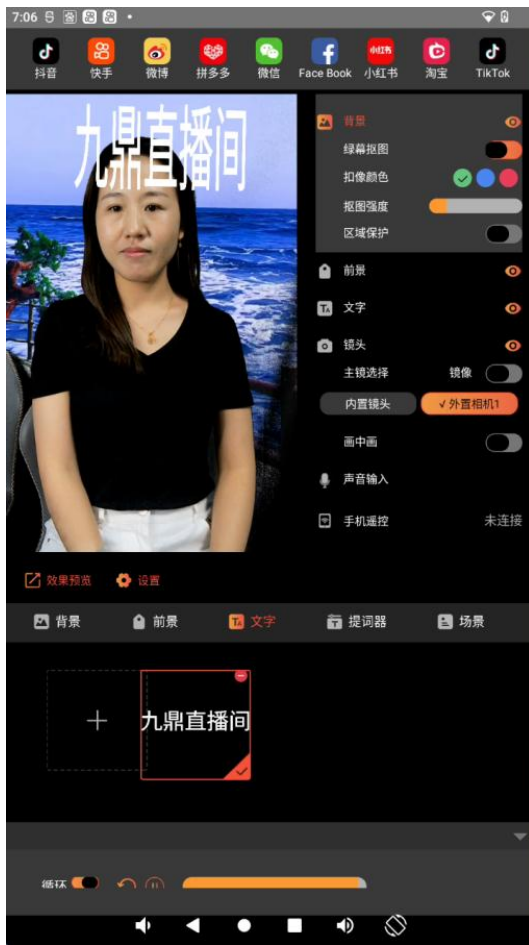 7:06
抖音 快手 微博 拼多多 微信 Face Book 小红书 淘宝 TikTok
小红书
九鼎直播间
背景
绿幕抠图
扣像颜色
抠图强度
区域保护
前景
文字
镜头
主镜选择 镜像
内置镜头 √外置相机1
画中画
声音输入
手机遥控 未连接
效果预览 设置
背景 前景 文字 提词器 场景
九鼎直播间
循环